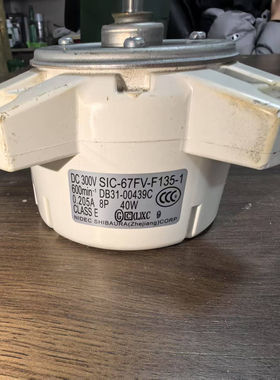 DC 300V SIC-67FV-F135-1
600min⁻¹ DB31-00439C
0.205A 8P 40W
CLASS E
NIDEC SHIBAURA(Zhejiang)CORP.
CCC